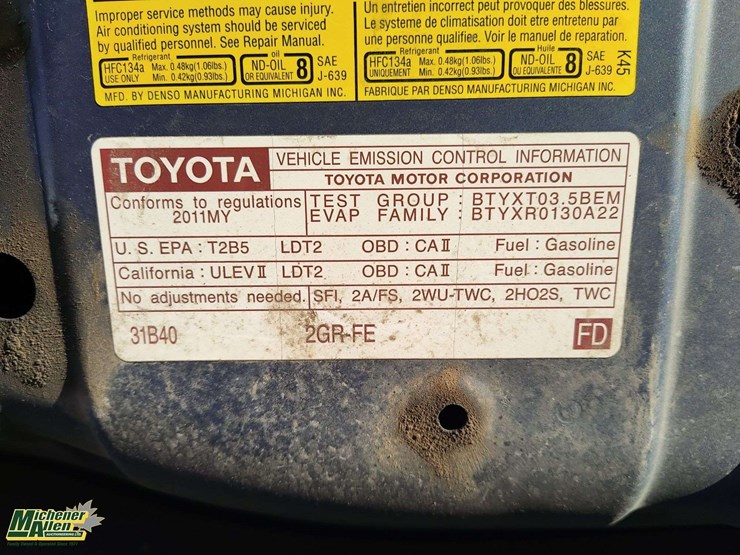 Improper service methods may cause injury.
Air conditioning system should be serviced
by qualified personnel. See Repair Manual.
Refrigerant
HFC134a
USE ONLY
Max. 0.48kg(1.06lbs.)
Min. 0.42kg(0.93lbs.)
oil
ND-OIL
OR EQUIVALENT
8
SAE
J-639
MFD. BY DENSO MANUFACTURING MICHIGAN INC.
Un entretien incorrect peut provoquer des blessures.
Le système de climatisation doit être entretenu par
une personne qualifiée. Voir le manuel de reparation.
Refrigerant
HFC134a
UNIQUEMENT
Max. 0.48kg(1.06lbs.)
Min. 0.42kg(0.93lbs.)
Huile
ND-OIL
OU EQUIVALENTE
8
SAE
J-639
FABRIQUE PAR DENSO MANUFACTURING MICHIGAN INC.
K45
TOYOTA
VEHICLE EMISSION CONTROL INFORMATION
TOYOTA MOTOR CORPORATION
Conforms to regulations
2011MY
TEST GROUP : BTYXT03.5BEM
EVAP FAMILY : BTYXR0130A22
U. S. EPA : T2B5 LDT2 OBD : CAⅡ Fuel : Gasoline
California : ULEVⅡ LDT2 OBD : CAⅡ Fuel : Gasoline
No adjustments needed. SFI, 2A/FS, 2WU-TWC, 2HO2S, TWC
31B40 2GR-FE FD
Michener
Allen
AUCTIONEERING LTD.